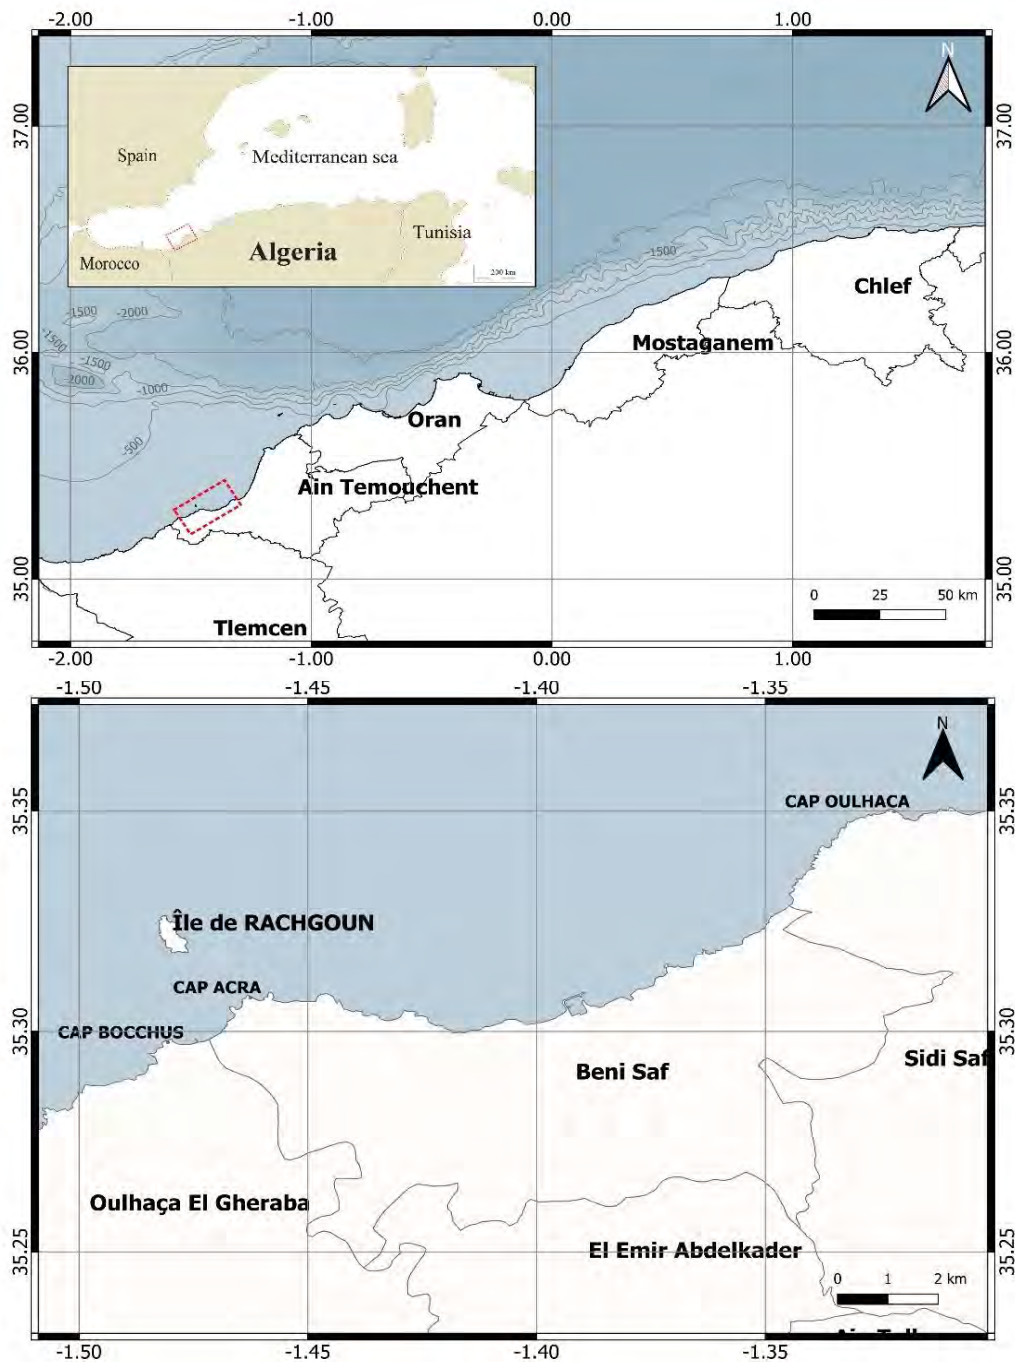 -2.00 -1.00 0.00 1.00
N
37.00 37.00
Spain
Mediterranean sea
Tunisia
Algeria
Morocco
200 km
-1500
Chlef
-1500 -2000
-1500
Mostaganem
36.00 36.00
-1500
-2000
-1000
Oran
-500
Ain Temouchent
35.00 35.00
0 25 50 km
Tlemcen
-2.00 -1.00 0.00 1.00
-1.50 -1.45 -1.40 -1.35
N
CAP OULHACA
35.35 35.35
Île de RACHGOUN
CAP ACRA
CAP BOCCHUS
35.30 35.30
Sidi Saf
Beni Saf
Oulhaça El Gheraba
El Emir Abdelkader
35.25 35.25
0 1 2 km
-1.50 -1.45 -1.40 -1.35